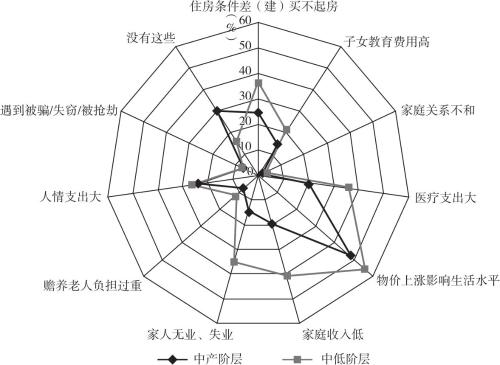 住房条件差（建）买不起房
（%）
60
50
40
30
20
10
0
子女教育费用高
家庭关系不和
医疗支出大
物价上涨影响生活水平
家庭收入低
家人无业、失业
赡养老人负担过重
人情支出大
遇到被骗/失窃/被抢劫
没有这些
中产阶层
中低阶层